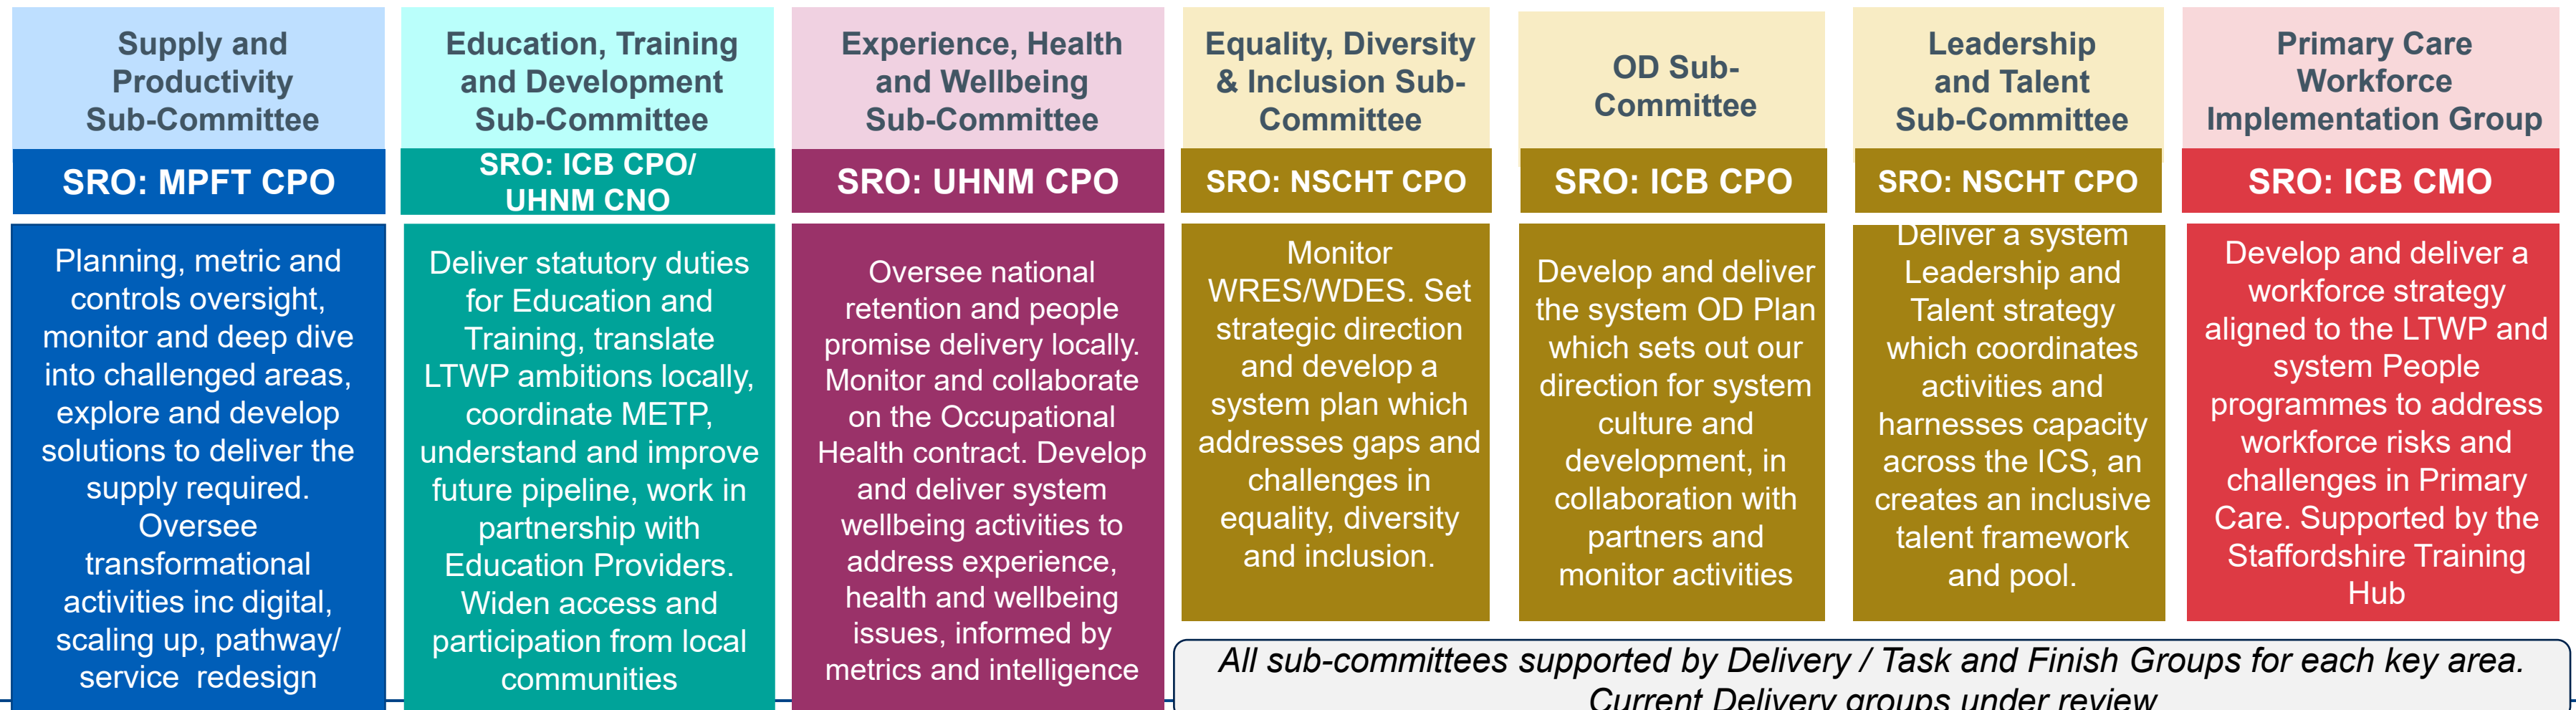 Supply and
Productivity
Sub-Committee
SRO: MPFT CPO
Planning, metric and
controls oversight,
monitor and deep dive
into challenged areas,
explore and develop
solutions to deliver the
supply required.
Oversee
transformational
activities inc digital,
scaling up, pathway/
service redesign
Education, Training
and Development
Sub-Committee
SRO: ICB CPO/
UHNM CNO
Deliver statutory duties
for Education and
Training, translate
LTWP ambitions locally,
coordinate METP,
understand and improve
future pipeline, work in
partnership with
Education Providers.
Widen access and
participation from local
communities
Experience, Health
and Wellbeing
Sub-Committee
SRO: UHNM CPO
Oversee national
retention and people
promise delivery locally.
Monitor and collaborate
on the Occupational
Health contract. Develop
and deliver system
wellbeing activities to
address experience,
health and wellbeing
issues, informed by
metrics and intelligence
Equality, Diversity
& Inclusion Sub-
Committee
SRO: NSCHT CPO
Monitor
WRES/WDES. Set
strategic direction
and develop a
system plan which
addresses gaps and
challenges in
equality, diversity
and inclusion.
OD Sub-
Committee
SRO: ICB CPO
Develop and deliver
the system OD Plan
which sets out our
direction for system
culture and
development, in
collaboration with
partners and
monitor activities
Leadership
and Talent
Sub-Committee
SRO: NSCHT CPO
Deliver a system
Leadership and
Talent strategy
which coordinates
activities and
harnesses capacity
across the ICS, an
creates an inclusive
talent framework
and pool.
Primary Care
Workforce
Implementation Group
SRO: ICB CMO
Develop and deliver a
workforce strategy
aligned to the LTWP and
system People
programmes to address
workforce risks and
challenges in Primary
Care. Supported by the
Staffordshire Training
Hub
All sub-committees supported by Delivery / Task and Finish Groups for each key area.
Current Delivery groups under review